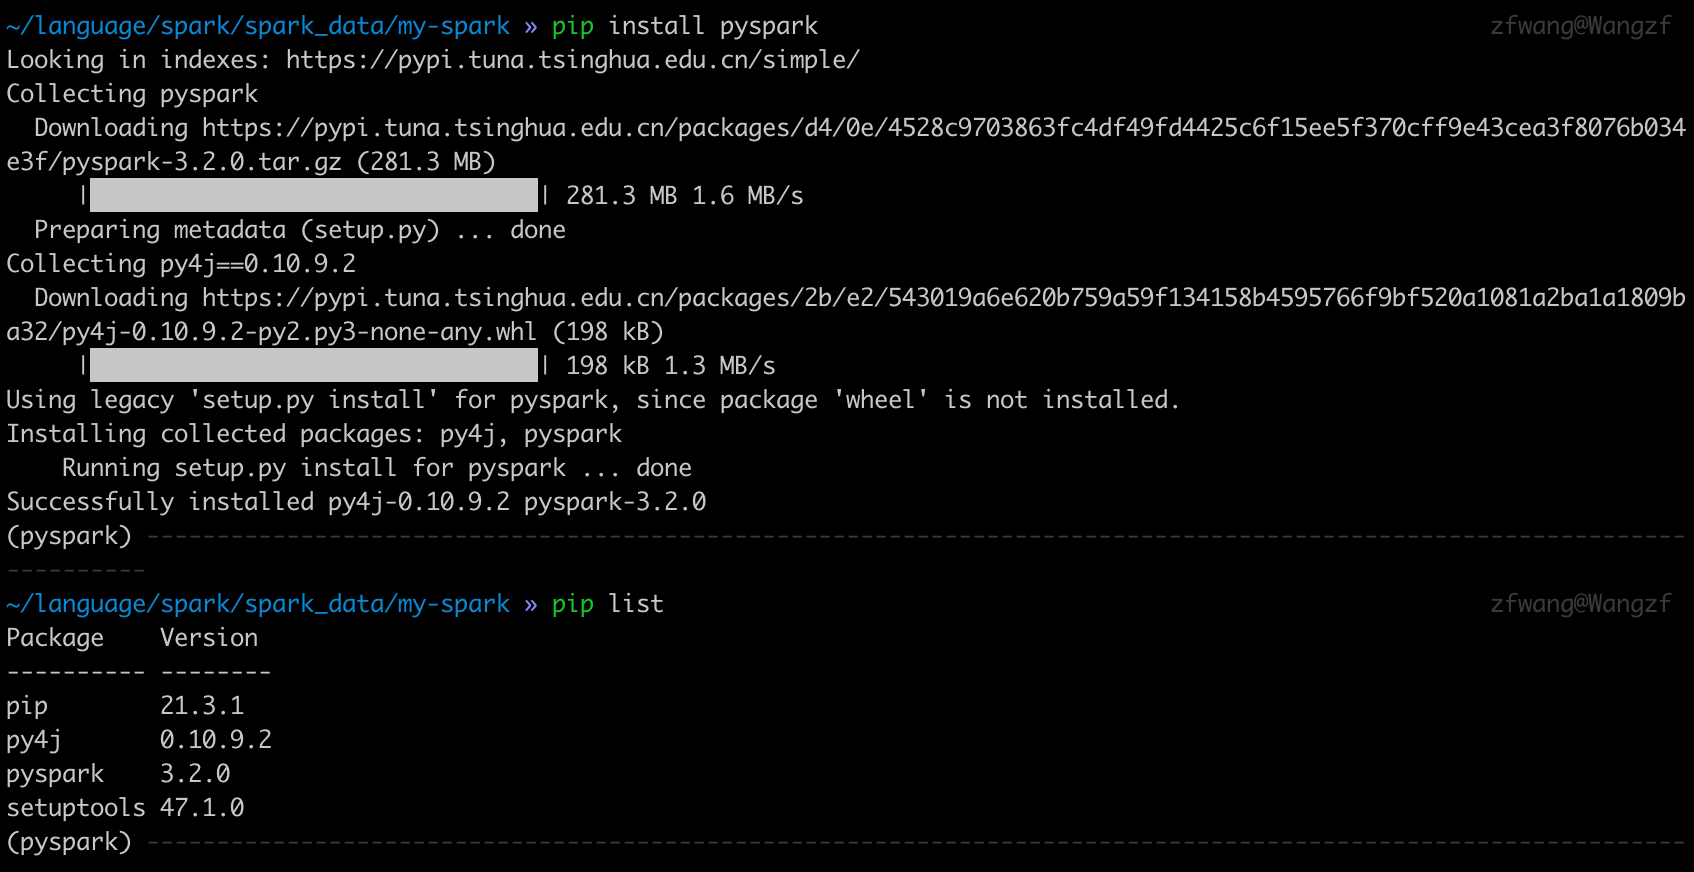 ~/language/spark/spark_data/my-spark » pip install pyspark zfwang@Wangzf
Looking in indexes: https://pypi.tuna.tsinghua.edu.cn/simple/
Collecting pyspark
  Downloading https://pypi.tuna.tsinghua.edu.cn/packages/d4/0e/4528c9703863fc4df49fd4425c6f15ee5f370cff9e43cea3f8076b034
e3f/pyspark-3.2.0.tar.gz (281.3 MB)
     |████████████████████████████████| 281.3 MB 1.6 MB/s
  Preparing metadata (setup.py) ... done
Collecting py4j==0.10.9.2
  Downloading https://pypi.tuna.tsinghua.edu.cn/packages/2b/e2/543019a6e620b759a59f134158b4595766f9bf520a1081a2ba1a1809b
a32/py4j-0.10.9.2-py2.py3-none-any.whl (198 kB)
     |████████████████████████████████| 198 kB 1.3 MB/s
Using legacy 'setup.py install' for pyspark, since package 'wheel' is not installed.
Installing collected packages: py4j, pyspark
    Running setup.py install for pyspark ... done
Successfully installed py4j-0.10.9.2 pyspark-3.2.0
(pyspark) --------------------------------------------------------------------------------------------------------------
----------
~/language/spark/spark_data/my-spark » pip list zfwang@Wangzf
Package    Version
---------- --------
pip        21.3.1
py4j       0.10.9.2
pyspark    3.2.0
setuptools 47.1.0
(pyspark) --------------------------------------------------------------------------------------------------------------